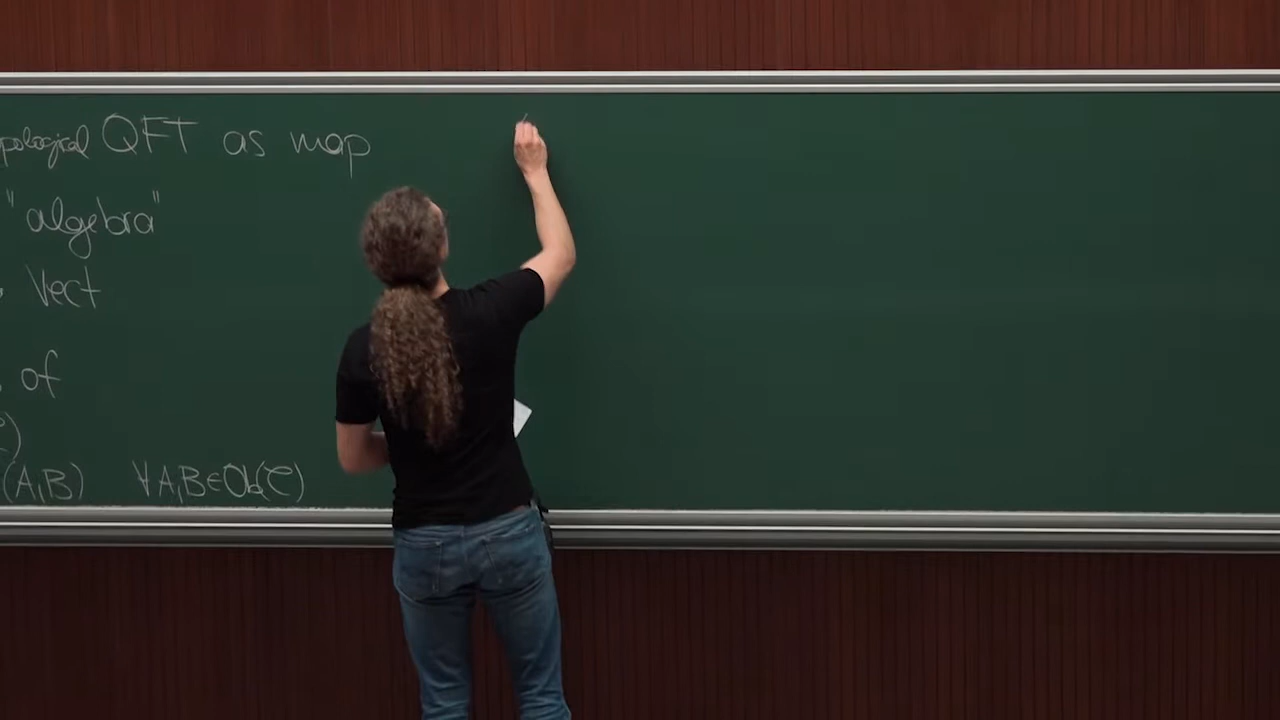 pological QFT as map
"algebra"
Vect
of
)
(A,B) ∀A,B∈Ob(C)